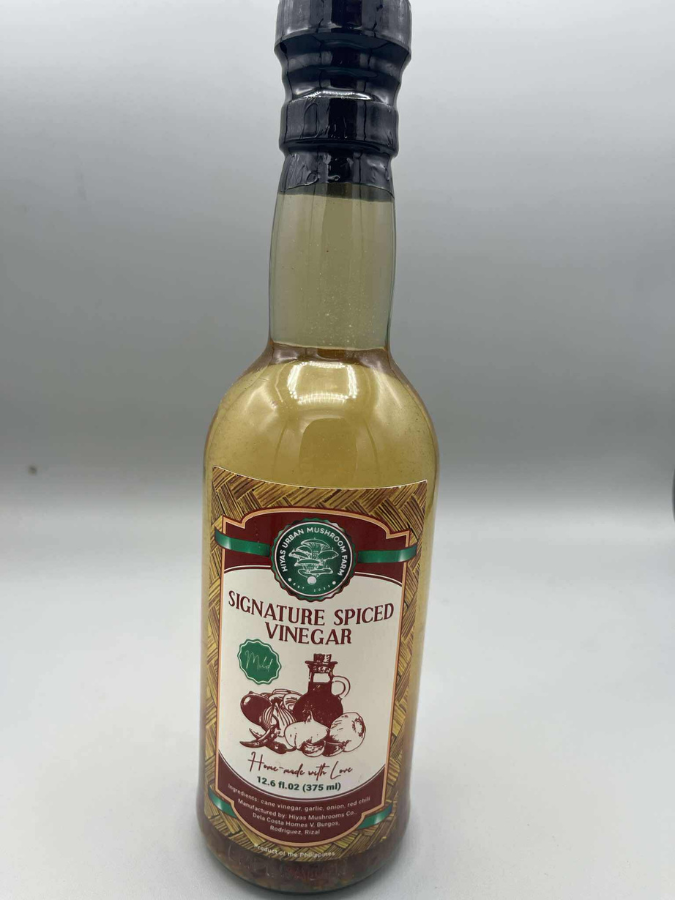 HIYAS URBAN MUSHROOM FARM
SIGNATURE SPICED
VINEGAR
Mild
Home-made with Love
12.6 fl.02 (375 ml)
Ingredients: cane vinegar, garlic, onion, red chili
Manufactured by: Hiyas Mushrooms Co.
Dela Costa Homes V, Burgos,
Rodriguez, Rizal
Product of the Philippines